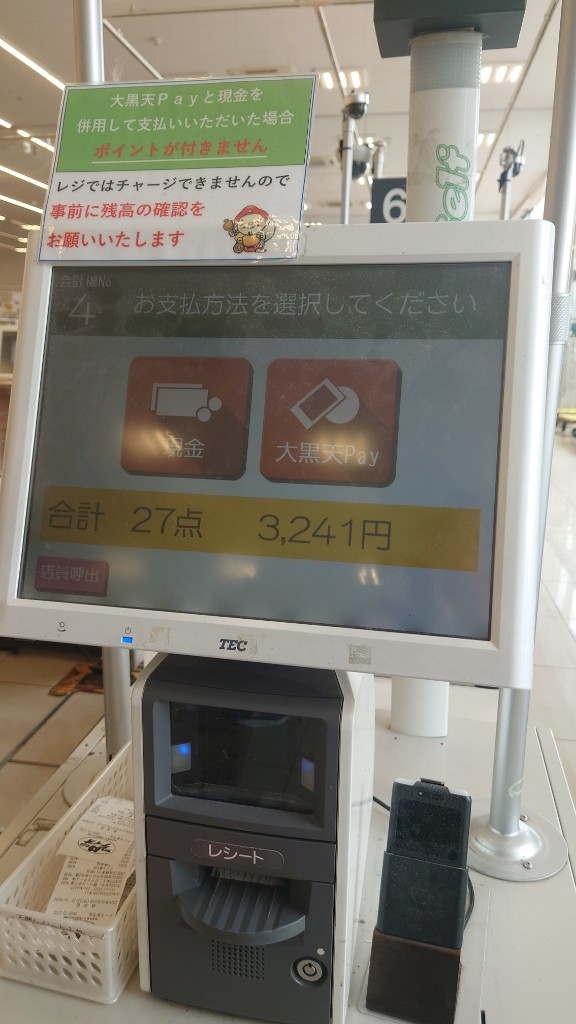 大黒天Payと現金を
併用して支払いいただいた場合
ポイントが付きません
レジではチャージできませんので
事前に残高の確認を
お願いいたします
6
self
会計機No
4
お支払方法を選択してください
現金
大黒天Pay
合計 27点 3,241円
店員呼出
TEC
レシート